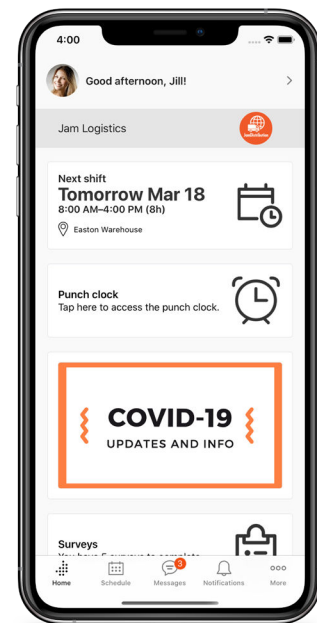 4:00
Good afternoon, Jill!
Jam Logistics
Next shift
Tomorrow Mar 18
8:00 AM–4:00 PM (8h)
Easton Warehouse
Punch clock
Tap here to access the punch clock.
COVID-19
UPDATES AND INFO
Surveys
3
Home
Schedule
Messages
Notifications
More